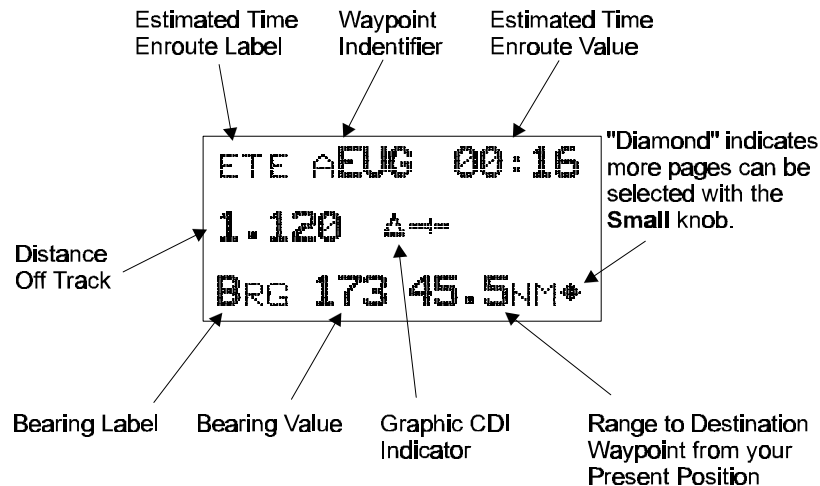 Estimated Time
Enroute Label
Waypoint
Indentifier
Estimated Time
Enroute Value
"Diamond" indicates
more pages can be
selected with the
Small knob.
ETE AEUG 00:16
1.120
BRG 173 45.5NM
Distance
Off Track
Bearing Label
Bearing Value
Graphic CDI
Indicator
Range to Destination
Waypoint from your
Present Position